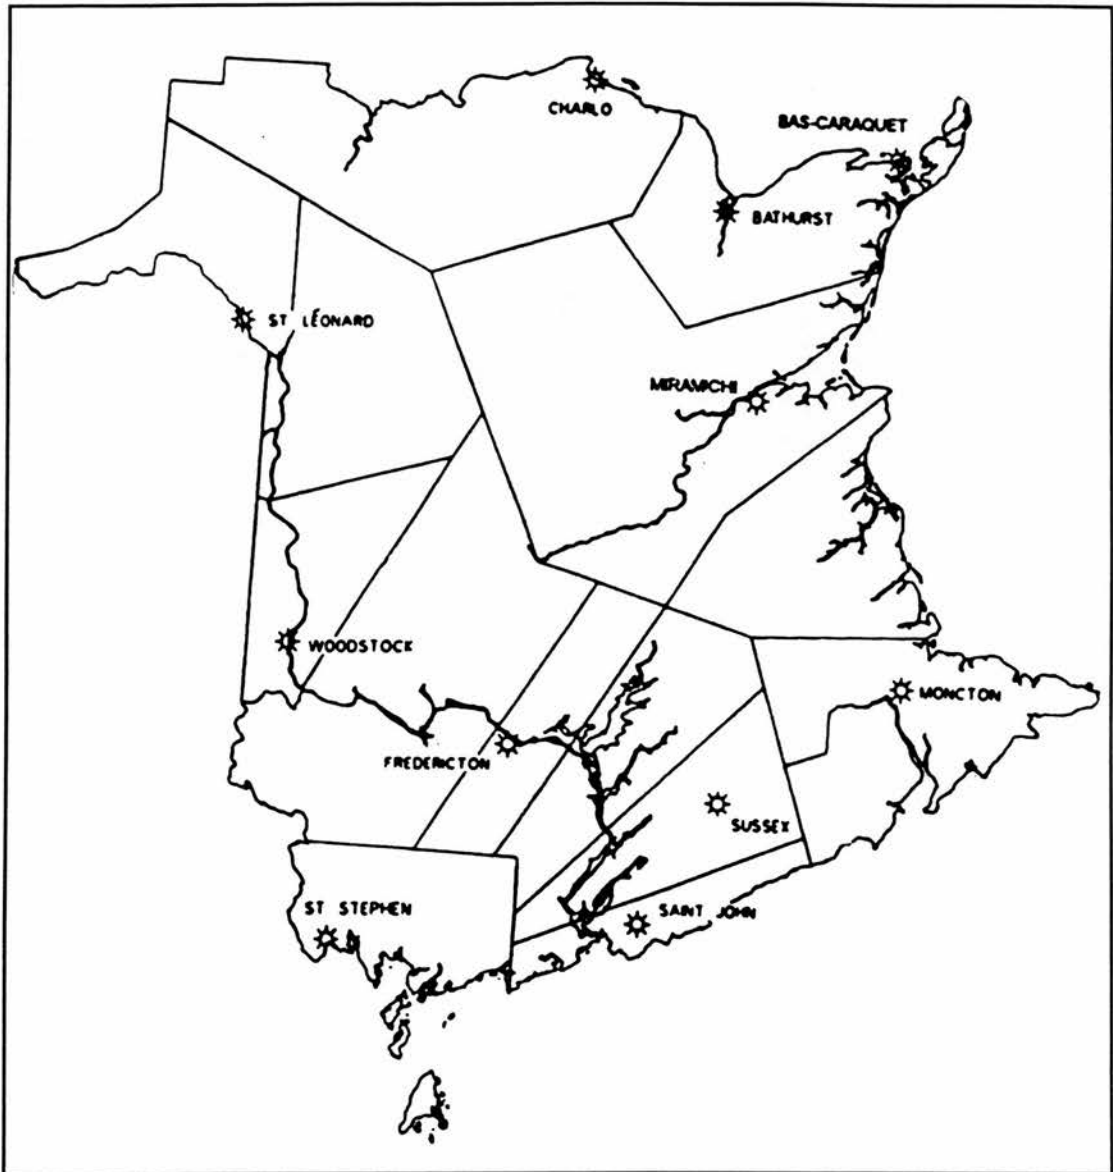 CHARLO
BAS-CARAQUET
BATHURST
ST LÉONARD
MIRAMICHI
WOODSTOCK
MONCTON
FREDERICTON
SUSSEX
ST STEPHEN
SAINT JOHN